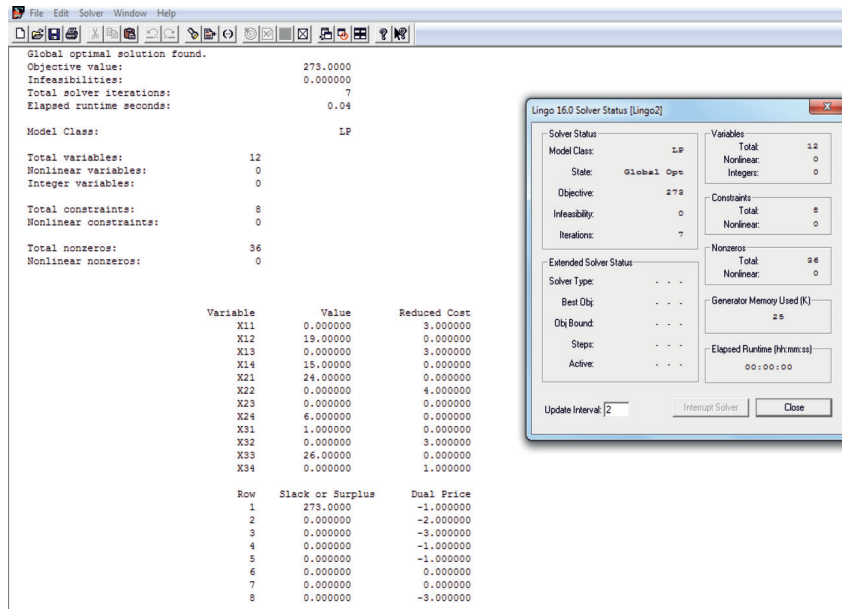 File Edit Solver Window Help
Global optimal solution found.
Objective value: 273.0000
Infeasibilities: 0.000000
Total solver iterations: 7
Elapsed runtime seconds: 0.04
Model Class: LP
Total variables: 12
Nonlinear variables: 0
Integer variables: 0
Total constraints: 8
Nonlinear constraints: 0
Total nonzeros: 36
Nonlinear nonzeros: 0
Variable Value Reduced Cost
X11 0.000000 3.000000
X12 19.00000 0.000000
X13 0.000000 3.000000
X14 15.00000 0.000000
X21 24.00000 0.000000
X22 0.000000 4.000000
X23 0.000000 0.000000
X24 6.000000 0.000000
X31 1.000000 0.000000
X32 0.000000 3.000000
X33 26.00000 0.000000
X34 0.000000 1.000000
Row Slack or Surplus Dual Price
1 273.0000 -1.000000
2 0.000000 -2.000000
3 0.000000 -3.000000
4 0.000000 -1.000000
5 0.000000 -1.000000
6 0.000000 0.000000
7 0.000000 0.000000
8 0.000000 -3.000000
Lingo 16.0 Solver Status [Lingo2]
Solver Status
Model Class: LP
State: Global Opt
Objective: 273
Infeasibility: 0
Iterations: 7
Extended Solver Status
Solver Type: . . .
Best Obj: . . .
Obj Bound: . . .
Steps: . . .
Active: . . .
Variables
Total: 12
Nonlinear: 0
Integers: 0
Constraints
Total: 8
Nonlinear: 0
Nonzeros
Total: 36
Nonlinear: 0
Generator Memory Used (K)
25
Elapsed Runtime (hh:mm:ss)
00:00:00
Update Interval: 2
Interrupt Solver
Close